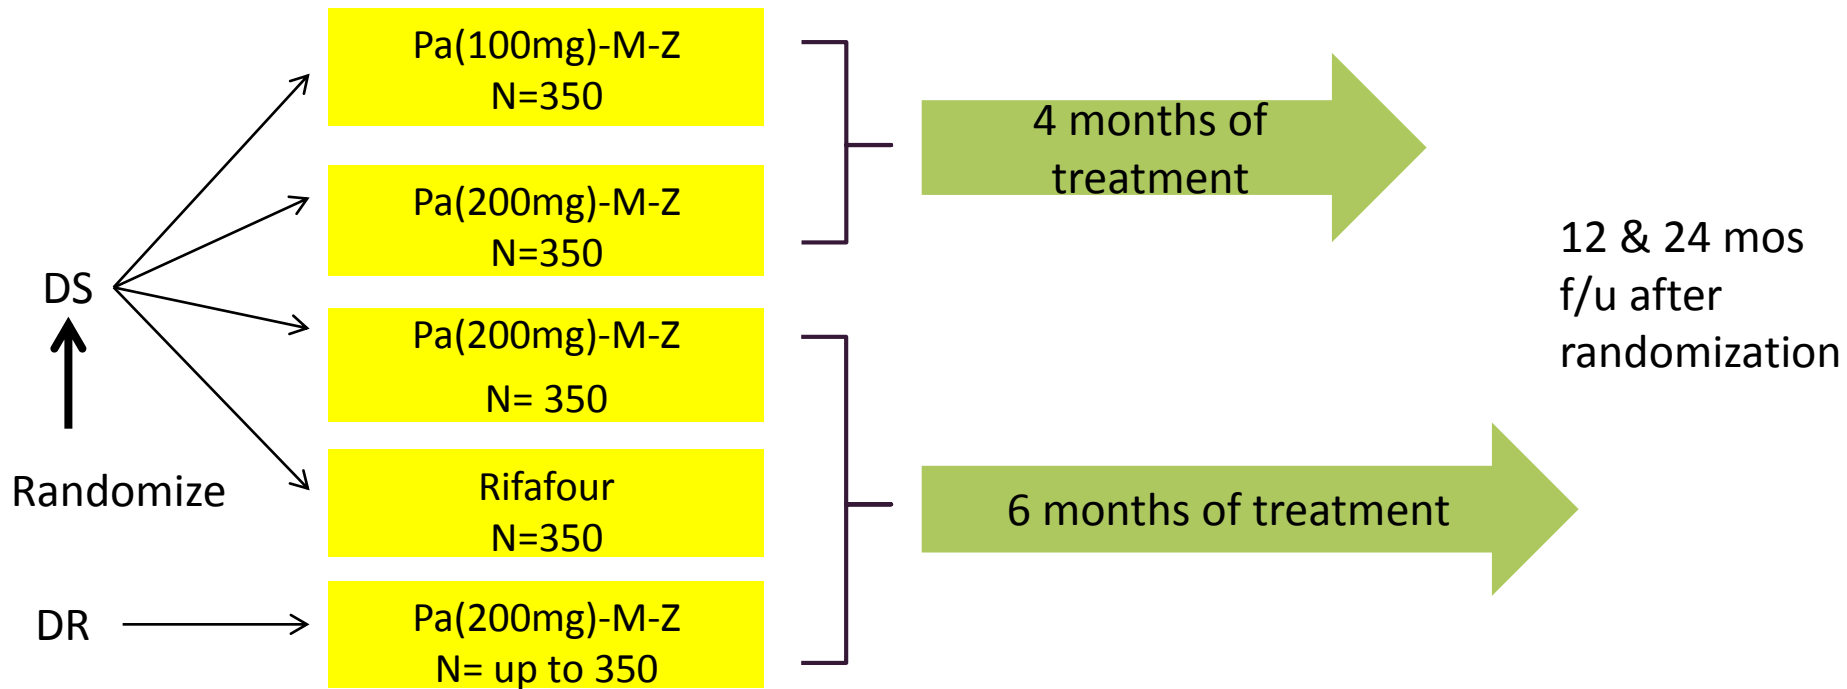 Pa(100mg)-M-Z
N=350
Pa(200mg)-M-Z
N=350
DS
Pa(200mg)-M-Z
N= 350
Randomize
Rifafour
N=350
DR
Pa(200mg)-M-Z
N= up to 350
4 months of
treatment
6 months of treatment
12 & 24 mos
f/u after
randomization